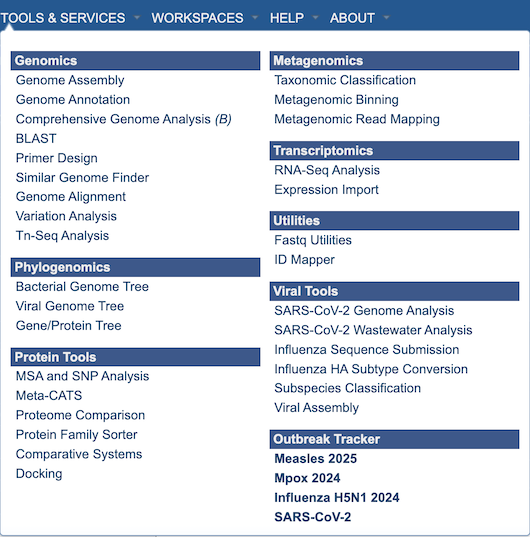 TOOLS & SERVICES WORKSPACES HELP ABOUT
Genomics
Genome Assembly
Genome Annotation
Comprehensive Genome Analysis (B)
BLAST
Primer Design
Similar Genome Finder
Genome Alignment
Variation Analysis
Tn-Seq Analysis
Phylogenomics
Bacterial Genome Tree
Viral Genome Tree
Gene/Protein Tree
Protein Tools
MSA and SNP Analysis
Meta-CATS
Proteome Comparison
Protein Family Sorter
Comparative Systems
Docking
Metagenomics
Taxonomic Classification
Metagenomic Binning
Metagenomic Read Mapping
Transcriptomics
RNA-Seq Analysis
Expression Import
Utilities
Fastq Utilities
ID Mapper
Viral Tools
SARS-CoV-2 Genome Analysis
SARS-CoV-2 Wastewater Analysis
Influenza Sequence Submission
Influenza HA Subtype Conversion
Subspecies Classification
Viral Assembly
Outbreak Tracker
Measles 2025
Mpox 2024
Influenza H5N1 2024
SARS-CoV-2